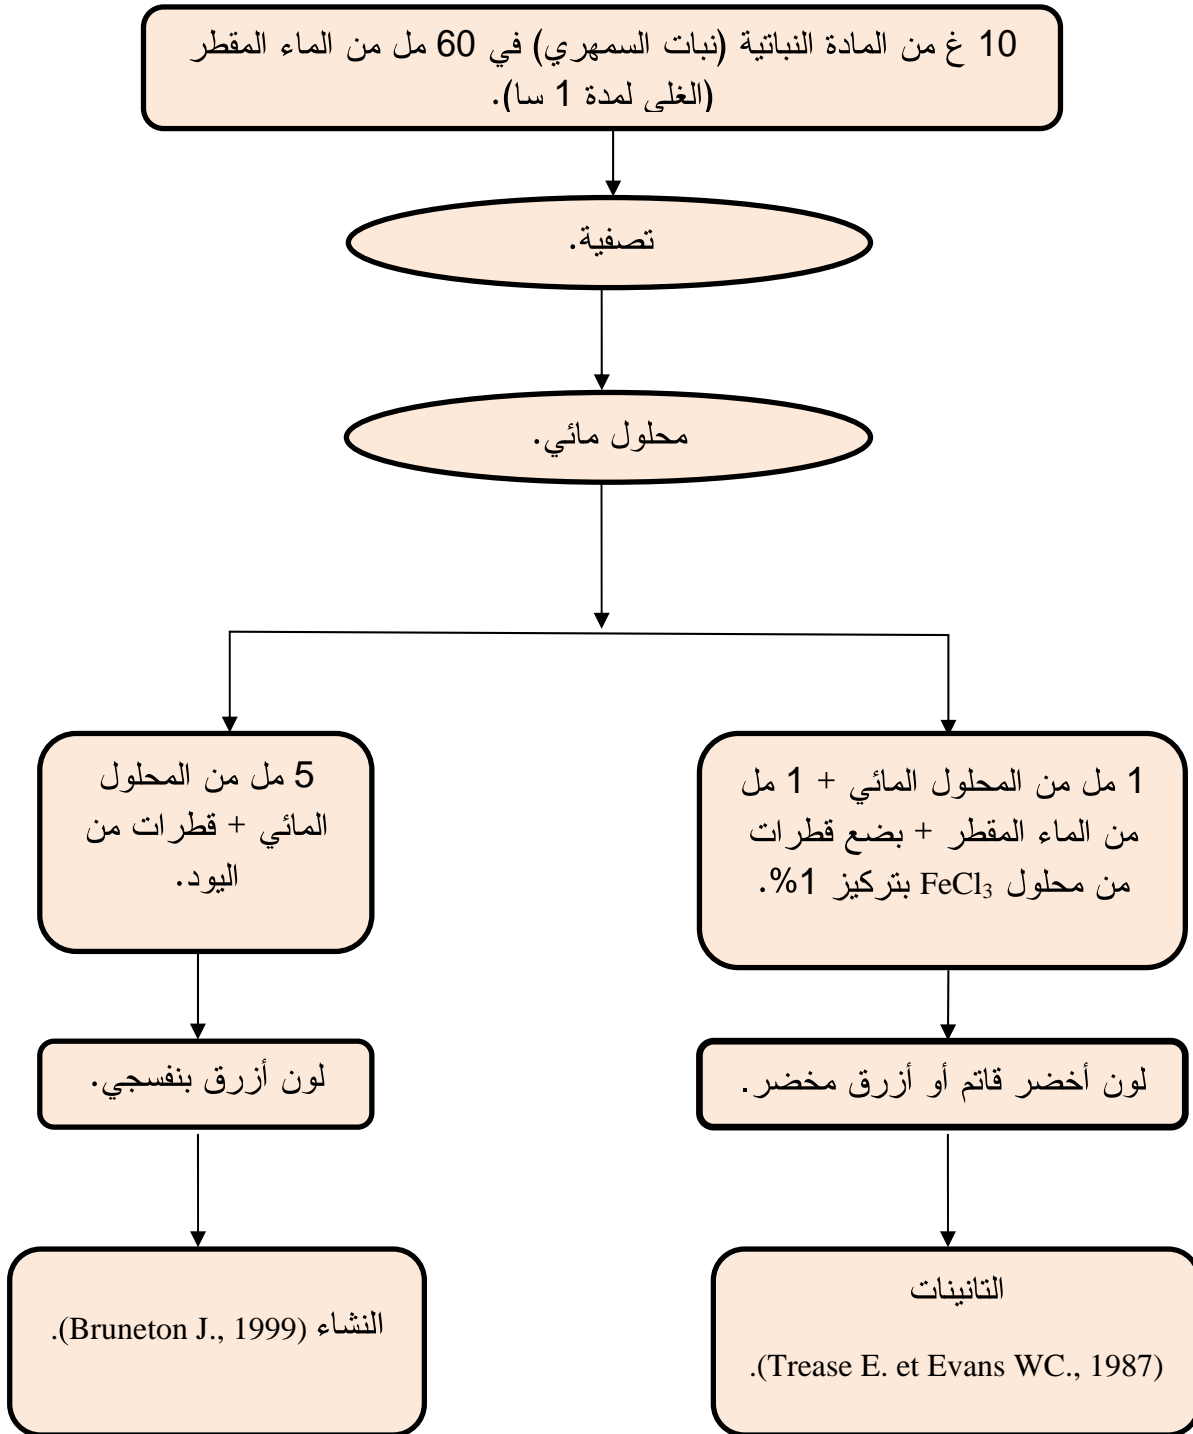 10 غ من المادة النباتية (نبات السمهري) في 60 مل من الماء المقطر
(الغلي لمدة 1 سا).
تصفية.
محلول مائي.
1 مل من المحلول المائي + 1 مل
من الماء المقطر + بضع قطرات
من محلول FeCl₃ بتركيز 1%.
5 مل من المحلول
المائي + قطرات من
اليود.
لون أخضر قاتم أو أزرق مخضر.
لون أزرق بنفسجي.
التانينات
(Trease E. et Evans WC., 1987).
النشاء (Bruneton J., 1999).